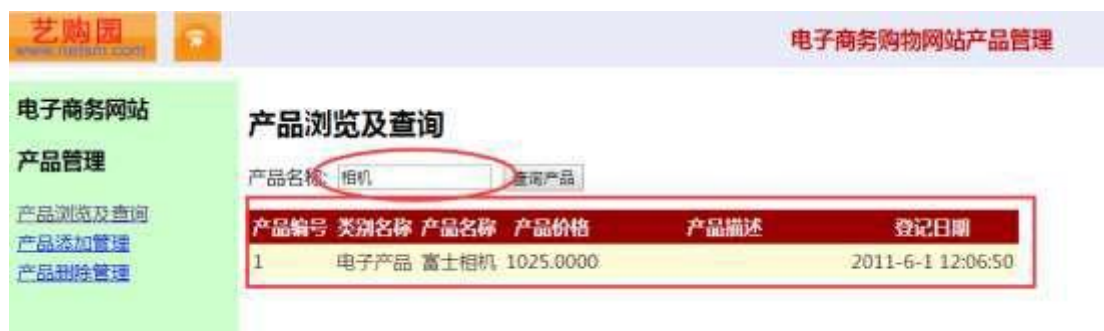 艺购园
电子商务购物网站产品管理
电子商务网站
产品管理
产品浏览及查询
产品添加管理
产品删除管理
产品浏览及查询
产品名称: 相机 查询产品
产品编号 类别名称 产品名称 产品价格 产品描述 登记日期
1 电子产品 富士相机 1025.0000 2011-6-1 12:06:50